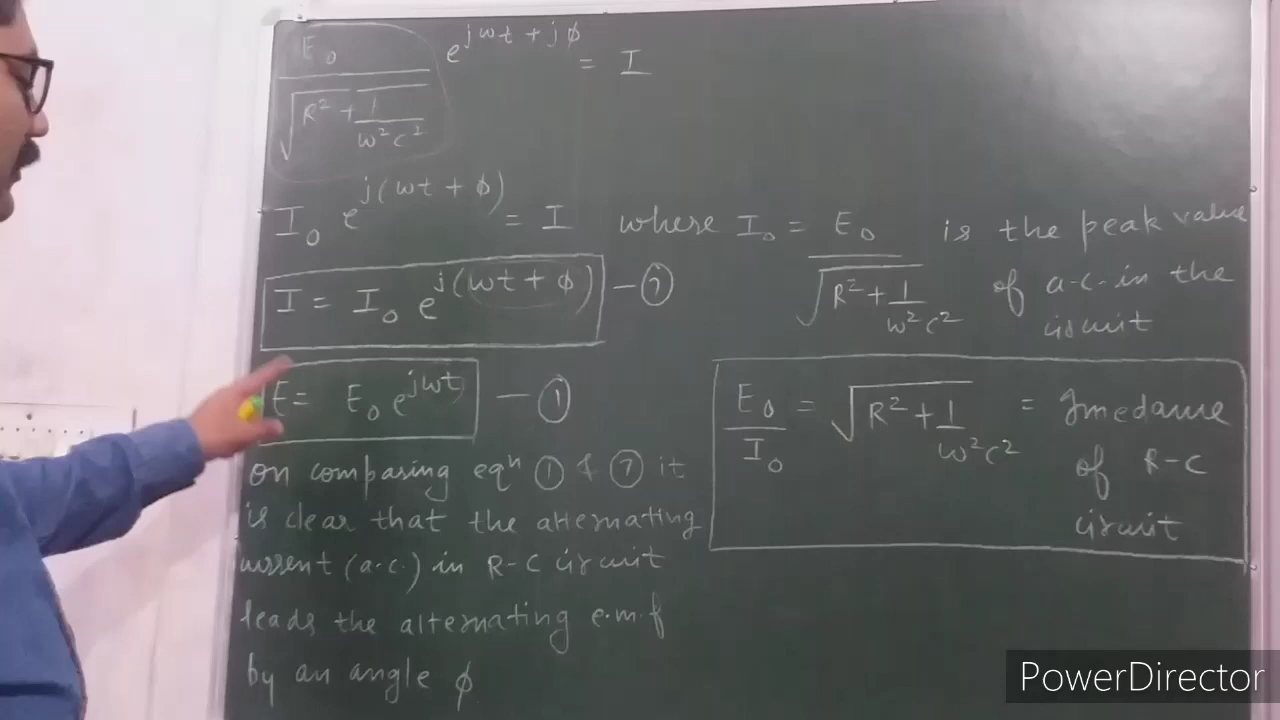 E₀ / √(R² + 1/ω²c²) e^(jωt + jϕ) = I
I₀ e^(j(ωt + ϕ)) = I where I₀ = E₀ / √(R² + 1/ω²c²) is the peak value
of a.c. in the
circuit
I = I₀ e^(j(ωt + ϕ)) — ⑦
E = E₀ e^(jωt) — ①
on comparing eqⁿ ① & ⑦ it
is clear that the alternating
current (a.c.) in R-C circuit
leads the alternating e.m.f
by an angle ϕ
E₀/I₀ = √(R² + 1/ω²c²) = Imedance
of R-C
circuit
PowerDirector